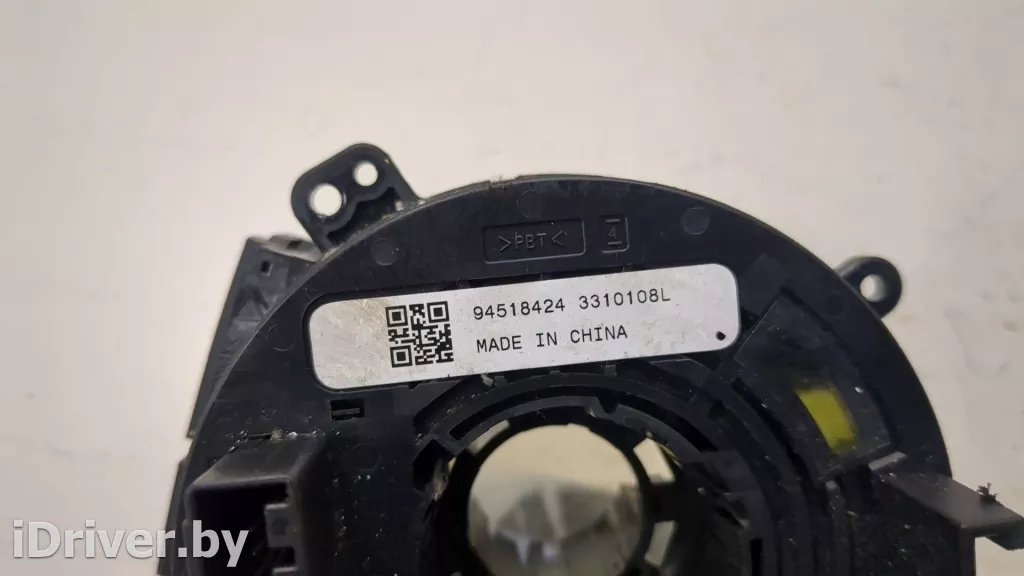 >PBT< 4
94518424 3310108L
MADE IN CHINA
iDriver.by